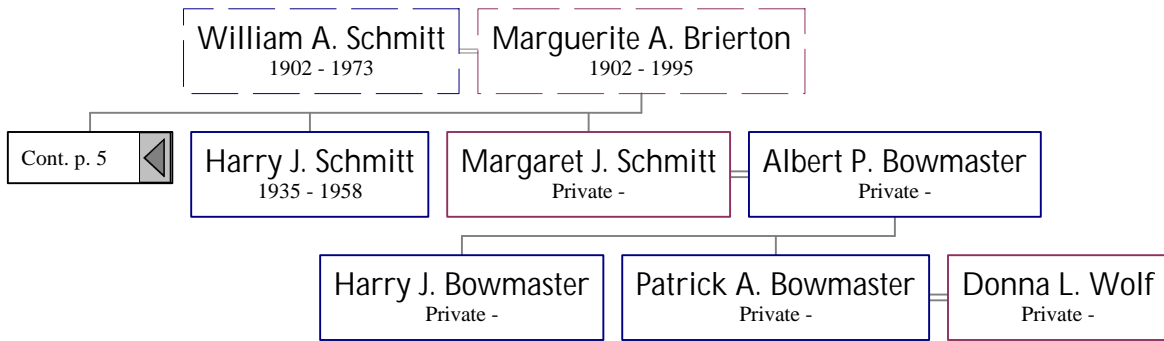 William A. Schmitt
1902 - 1973
Marguerite A. Brierton
1902 - 1995
Cont. p. 5
Harry J. Schmitt
1935 - 1958
Margaret J. Schmitt
Private -
Albert P. Bowmaster
Private -
Harry J. Bowmaster
Private -
Patrick A. Bowmaster
Private -
Donna L. Wolf
Private -